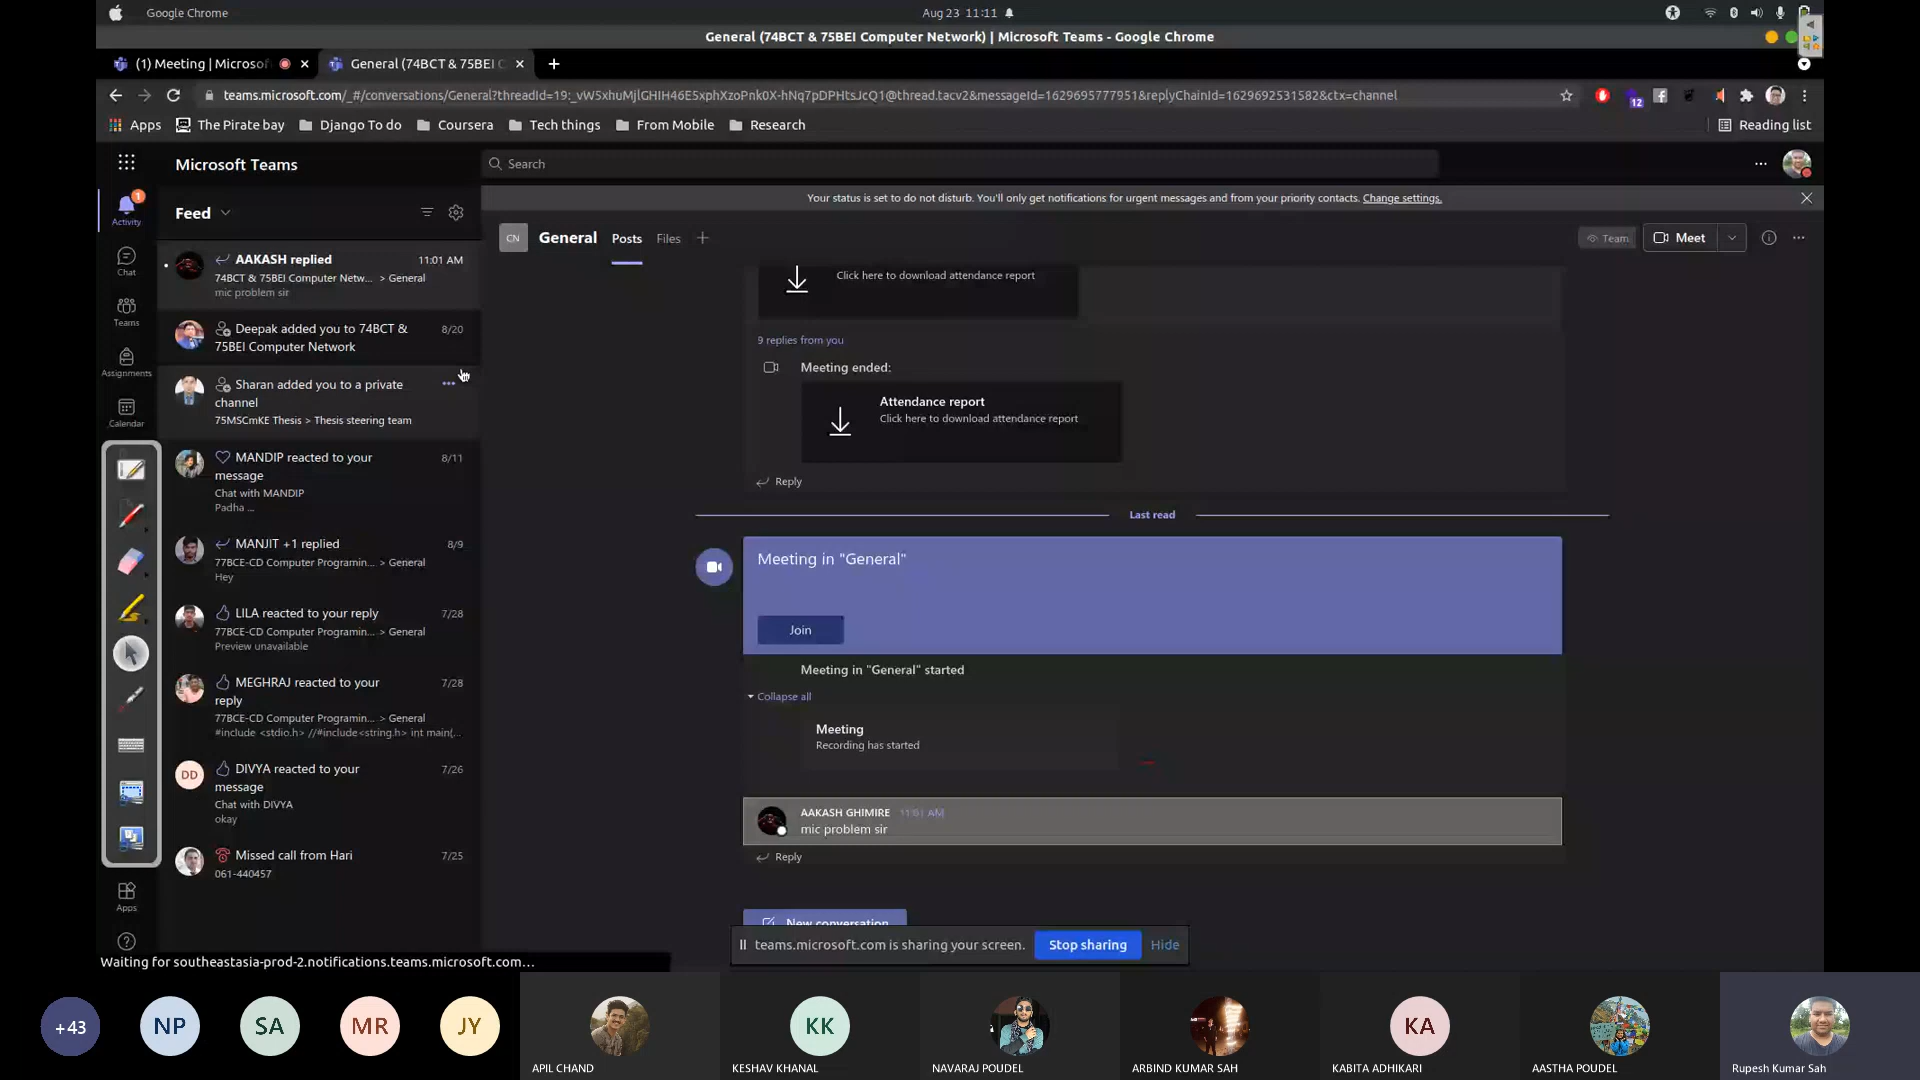 Google Chrome
Aug 23 11:11
General (74BCT & 75BEI Computer Network) | Microsoft Teams - Google Chrome
(1) Meeting | Microsof
General (74BCT & 75BEI C
teams.microsoft.com/_#/conversations/General?threadId=19:_vW5xhuMjlGHIH46E5xphXzoPnk0X-hNq7pDPHtsJcQ1@thread.tacv2&messageId=1629695777951&replyChainId=1629692531582&ctx=channel
12
Apps
The Pirate bay
Django To do
Coursera
Tech things
From Mobile
Research
Reading list
Microsoft Teams
Search
Your status is set to do not disturb. You'll only get notifications for urgent messages and from your priority contacts. Change settings.
1
Activity
Chat
Teams
Assignments
Calendar
Apps
Feed
AAKASH replied
11:01 AM
74BCT & 75BEI Computer Netw... > General
mic problem sir
Deepak added you to 74BCT &
8/20
75BEI Computer Network
Sharan added you to a private
channel
75MSCmKE Thesis > Thesis steering team
MANDIP reacted to your
8/11
message
Chat with MANDIP
Padha ...
MANJIT +1 replied
8/9
77BCE-CD Computer Programin... > General
Hey
LILA reacted to your reply
7/28
77BCE-CD Computer Programin... > General
Preview unavailable
MEGHRAJ reacted to your
7/28
reply
77BCE-CD Computer Programin... > General
#include <stdio.h> //#include<string.h> int main(...
DD
DIVYA reacted to your
7/26
message
Chat with DIVYA
okay
Missed call from Hari
7/25
061-440457
CN
General
Posts
Files
Team
Meet
Click here to download attendance report
9 replies from you
Meeting ended:
Attendance report
Click here to download attendance report
Reply
Last read
Meeting in "General"
Join
Meeting in "General" started
Collapse all
Meeting
Recording has started
AAKASH GHIMIRE 11:01 AM
mic problem sir
Reply
New conversation
teams.microsoft.com is sharing your screen.
Stop sharing
Hide
Waiting for southeastasia-prod-2.notifications.teams.microsoft.com...
+43
NP
SA
MR
JY
KK
KA
APIL CHAND
KESHAV KHANAL
NAVARAJ POUDEL
ARBIND KUMAR SAH
KABITA ADHIKARI
AASTHA POUDEL
Rupesh Kumar Sah